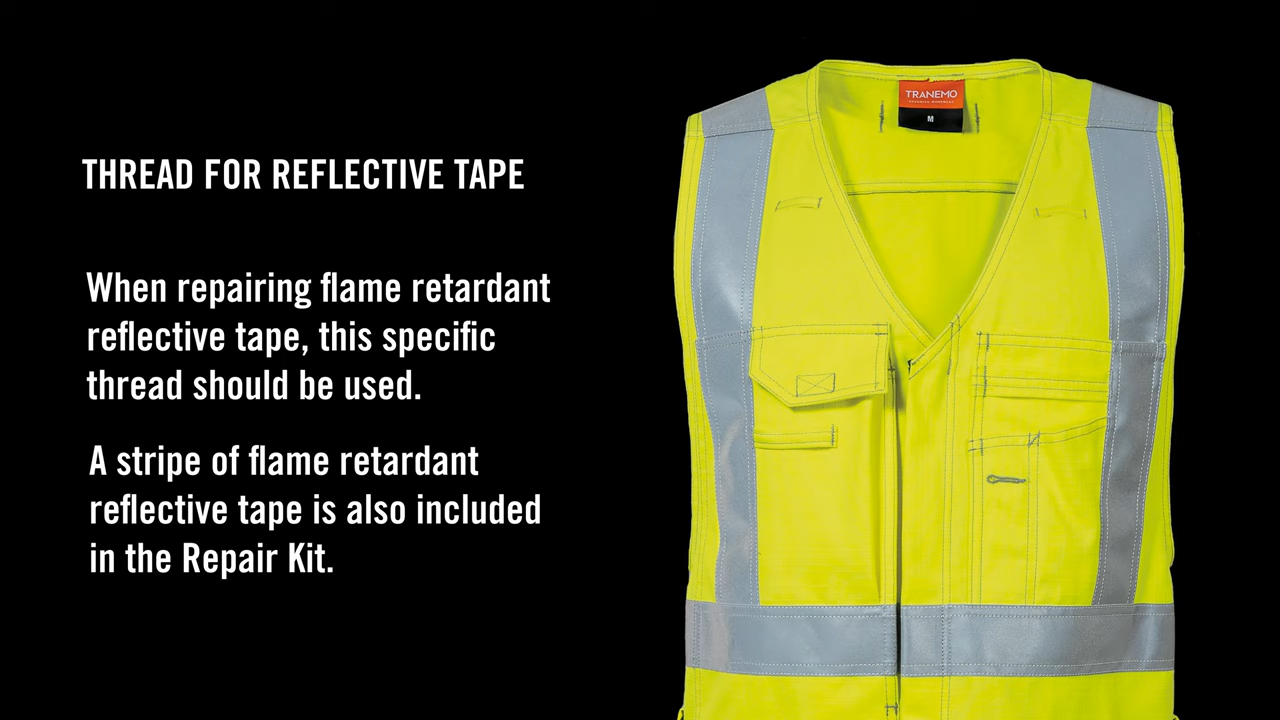 THREAD FOR REFLECTIVE TAPE
When repairing flame retardant
reflective tape, this specific
thread should be used.
A stripe of flame retardant
reflective tape is also included
in the Repair Kit.
TRANEMO
M